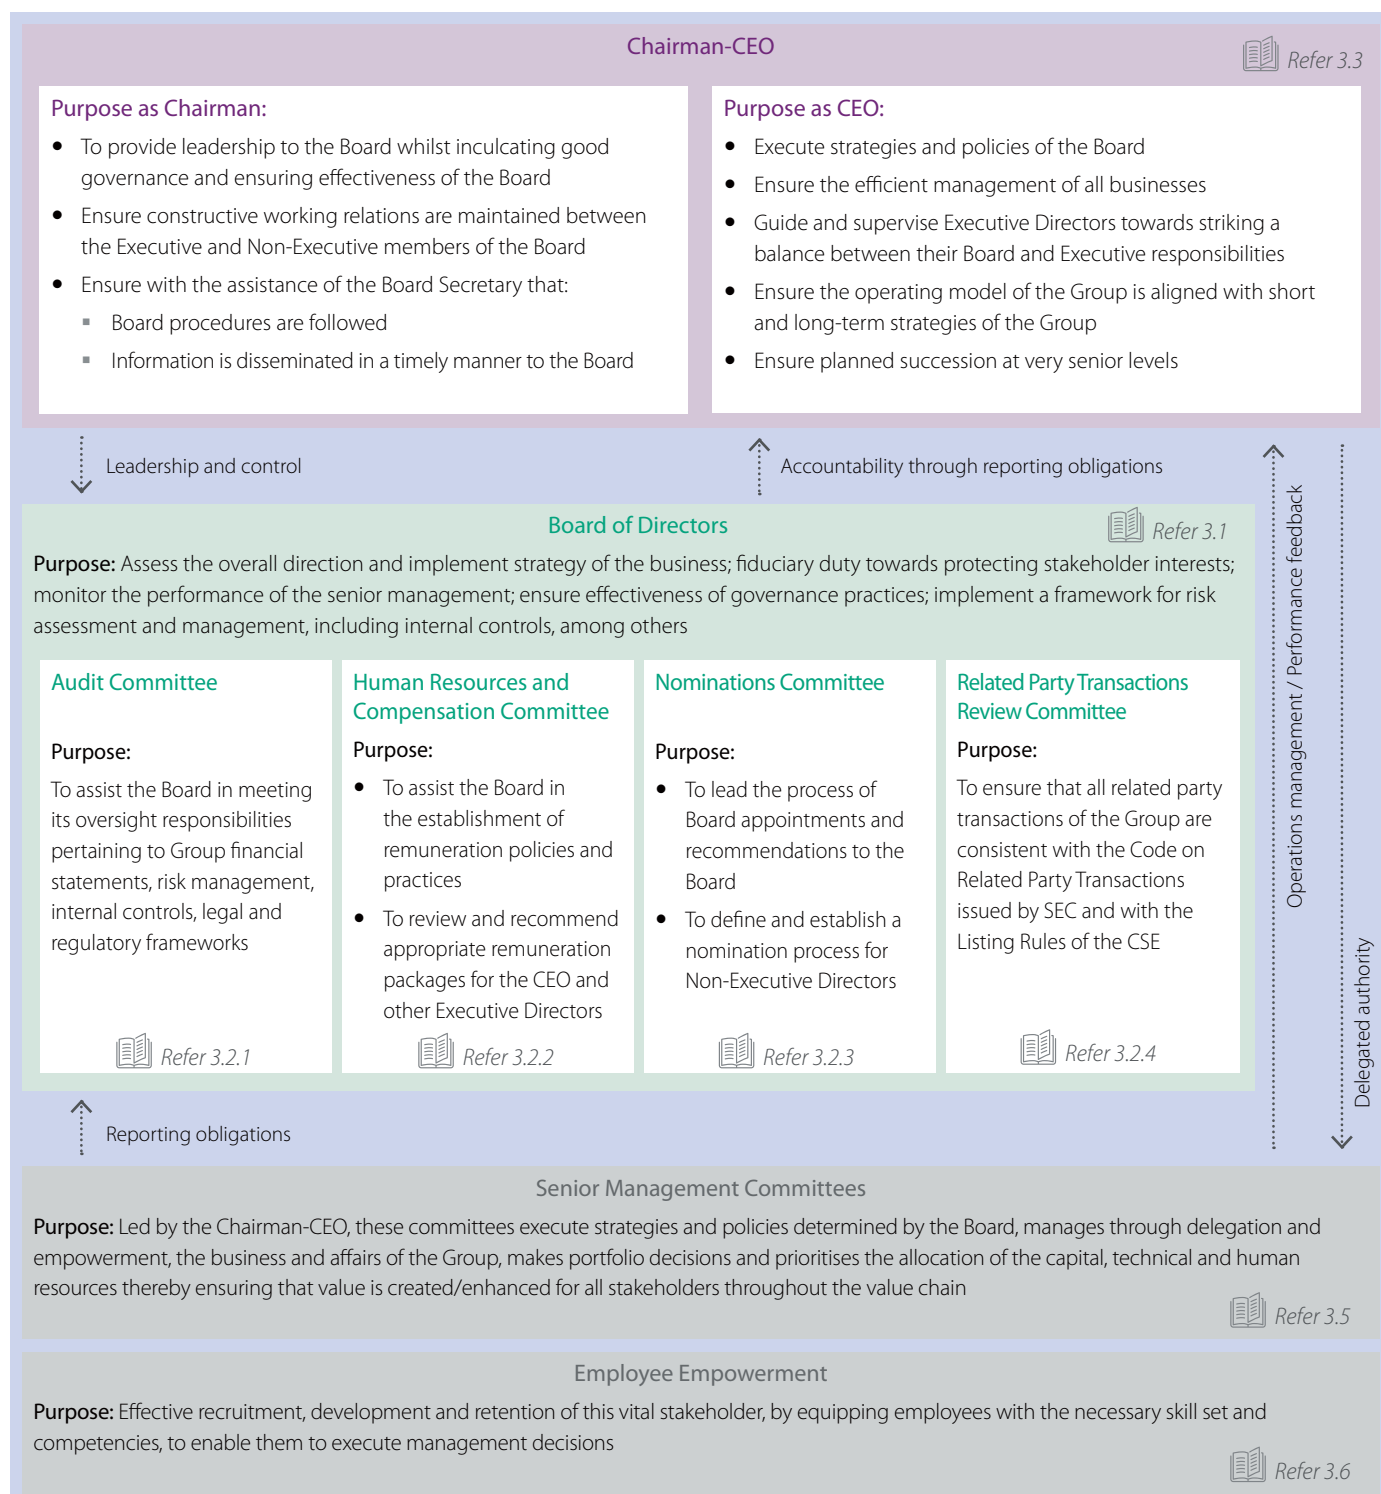 Chairman-CEO
Refer 3.3
Purpose as Chairman:
• To provide leadership to the Board whilst inculcating good
governance and ensuring effectiveness of the Board
• Ensure constructive working relations are maintained between
the Executive and Non-Executive members of the Board
• Ensure with the assistance of the Board Secretary that:
▪ Board procedures are followed
▪ Information is disseminated in a timely manner to the Board
Purpose as CEO:
• Execute strategies and policies of the Board
• Ensure the efficient management of all businesses
• Guide and supervise Executive Directors towards striking a
balance between their Board and Executive responsibilities
• Ensure the operating model of the Group is aligned with short
and long-term strategies of the Group
• Ensure planned succession at very senior levels
Leadership and control
Accountability through reporting obligations
Operations management / Performance feedback
Delegated authority
Board of Directors
Refer 3.1
Purpose: Assess the overall direction and implement strategy of the business; fiduciary duty towards protecting stakeholder interests;
monitor the performance of the senior management; ensure effectiveness of governance practices; implement a framework for risk
assessment and management, including internal controls, among others
Audit Committee
Purpose:
To assist the Board in meeting
its oversight responsibilities
pertaining to Group financial
statements, risk management,
internal controls, legal and
regulatory frameworks
Refer 3.2.1
Human Resources and
Compensation Committee
Purpose:
• To assist the Board in
the establishment of
remuneration policies and
practices
• To review and recommend
appropriate remuneration
packages for the CEO and
other Executive Directors
Refer 3.2.2
Nominations Committee
Purpose:
• To lead the process of
Board appointments and
recommendations to the
Board
• To define and establish a
nomination process for
Non-Executive Directors
Refer 3.2.3
Related Party Transactions
Review Committee
Purpose:
To ensure that all related party
transactions of the Group are
consistent with the Code on
Related Party Transactions
issued by SEC and with the
Listing Rules of the CSE
Refer 3.2.4
Reporting obligations
Senior Management Committees
Purpose: Led by the Chairman-CEO, these committees execute strategies and policies determined by the Board, manages through delegation and
empowerment, the business and affairs of the Group, makes portfolio decisions and prioritises the allocation of the capital, technical and human
resources thereby ensuring that value is created/enhanced for all stakeholders throughout the value chain
Refer 3.5
Employee Empowerment
Purpose: Effective recruitment, development and retention of this vital stakeholder, by equipping employees with the necessary skill set and
competencies, to enable them to execute management decisions
Refer 3.6